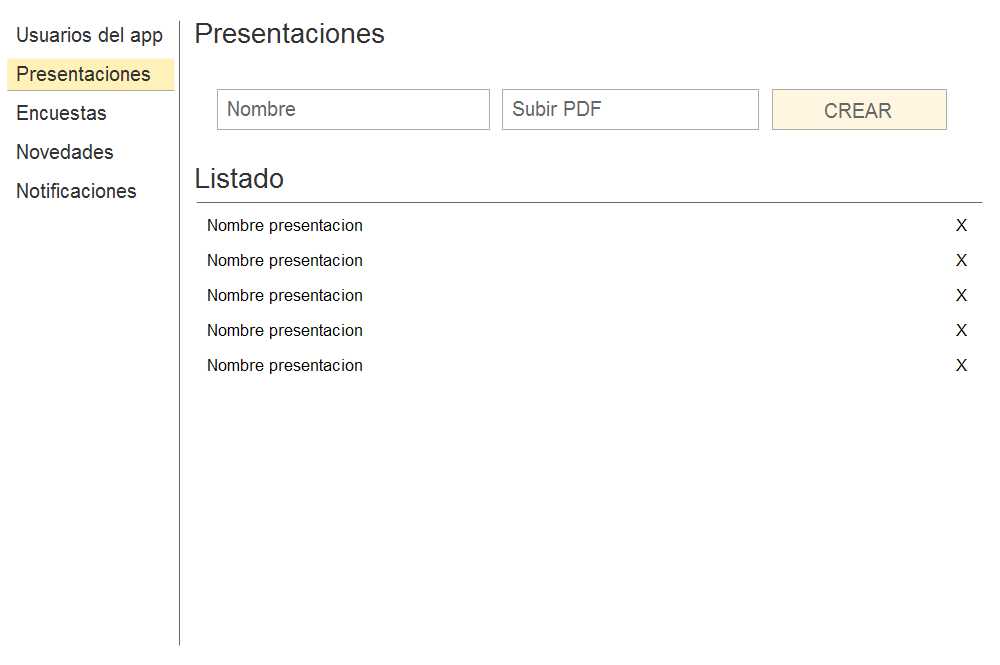 Usuarios del app
Presentaciones
Encuestas
Novedades
Notificaciones
Presentaciones
Nombre
Subir PDF
CREAR
Listado
Nombre presentacion X
Nombre presentacion X
Nombre presentacion X
Nombre presentacion X
Nombre presentacion X